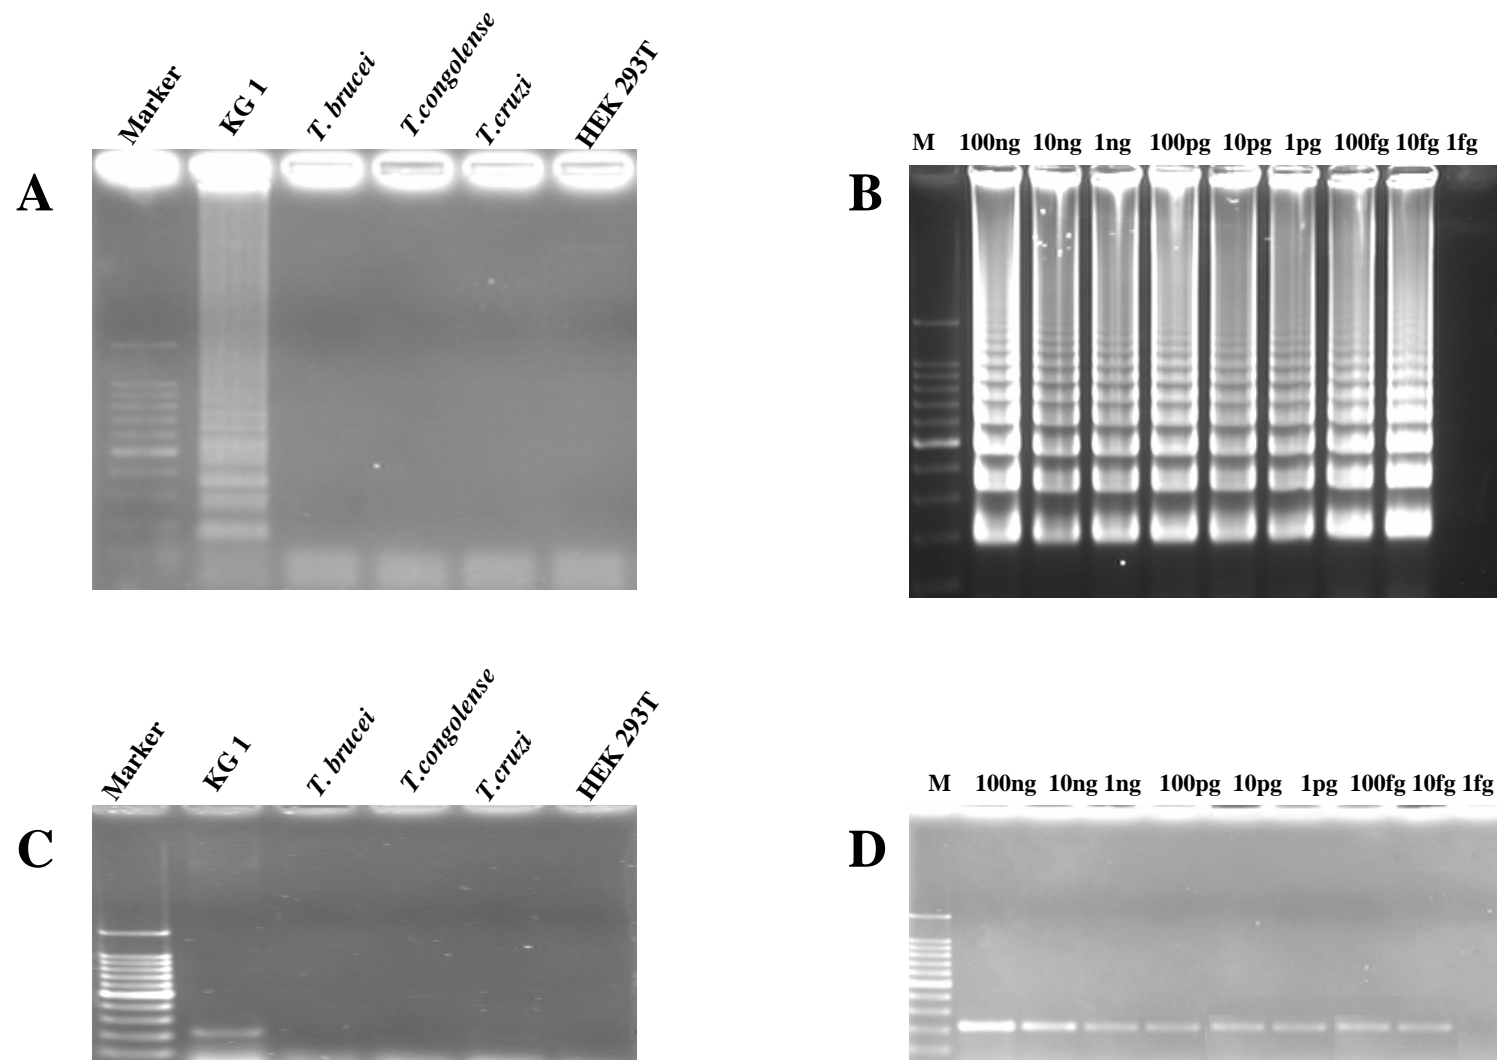 Marker KG 1 T. brucei T.congolense T.cruzi HEK 293T
A
M 100ng 10ng 1ng 100pg 10pg 1pg 100fg 10fg 1fg
B
Marker KG 1 T. brucei T.congolense T.cruzi HEK 293T
C
M 100ng 10ng 1ng 100pg 10pg 1pg 100fg 10fg 1fg
D